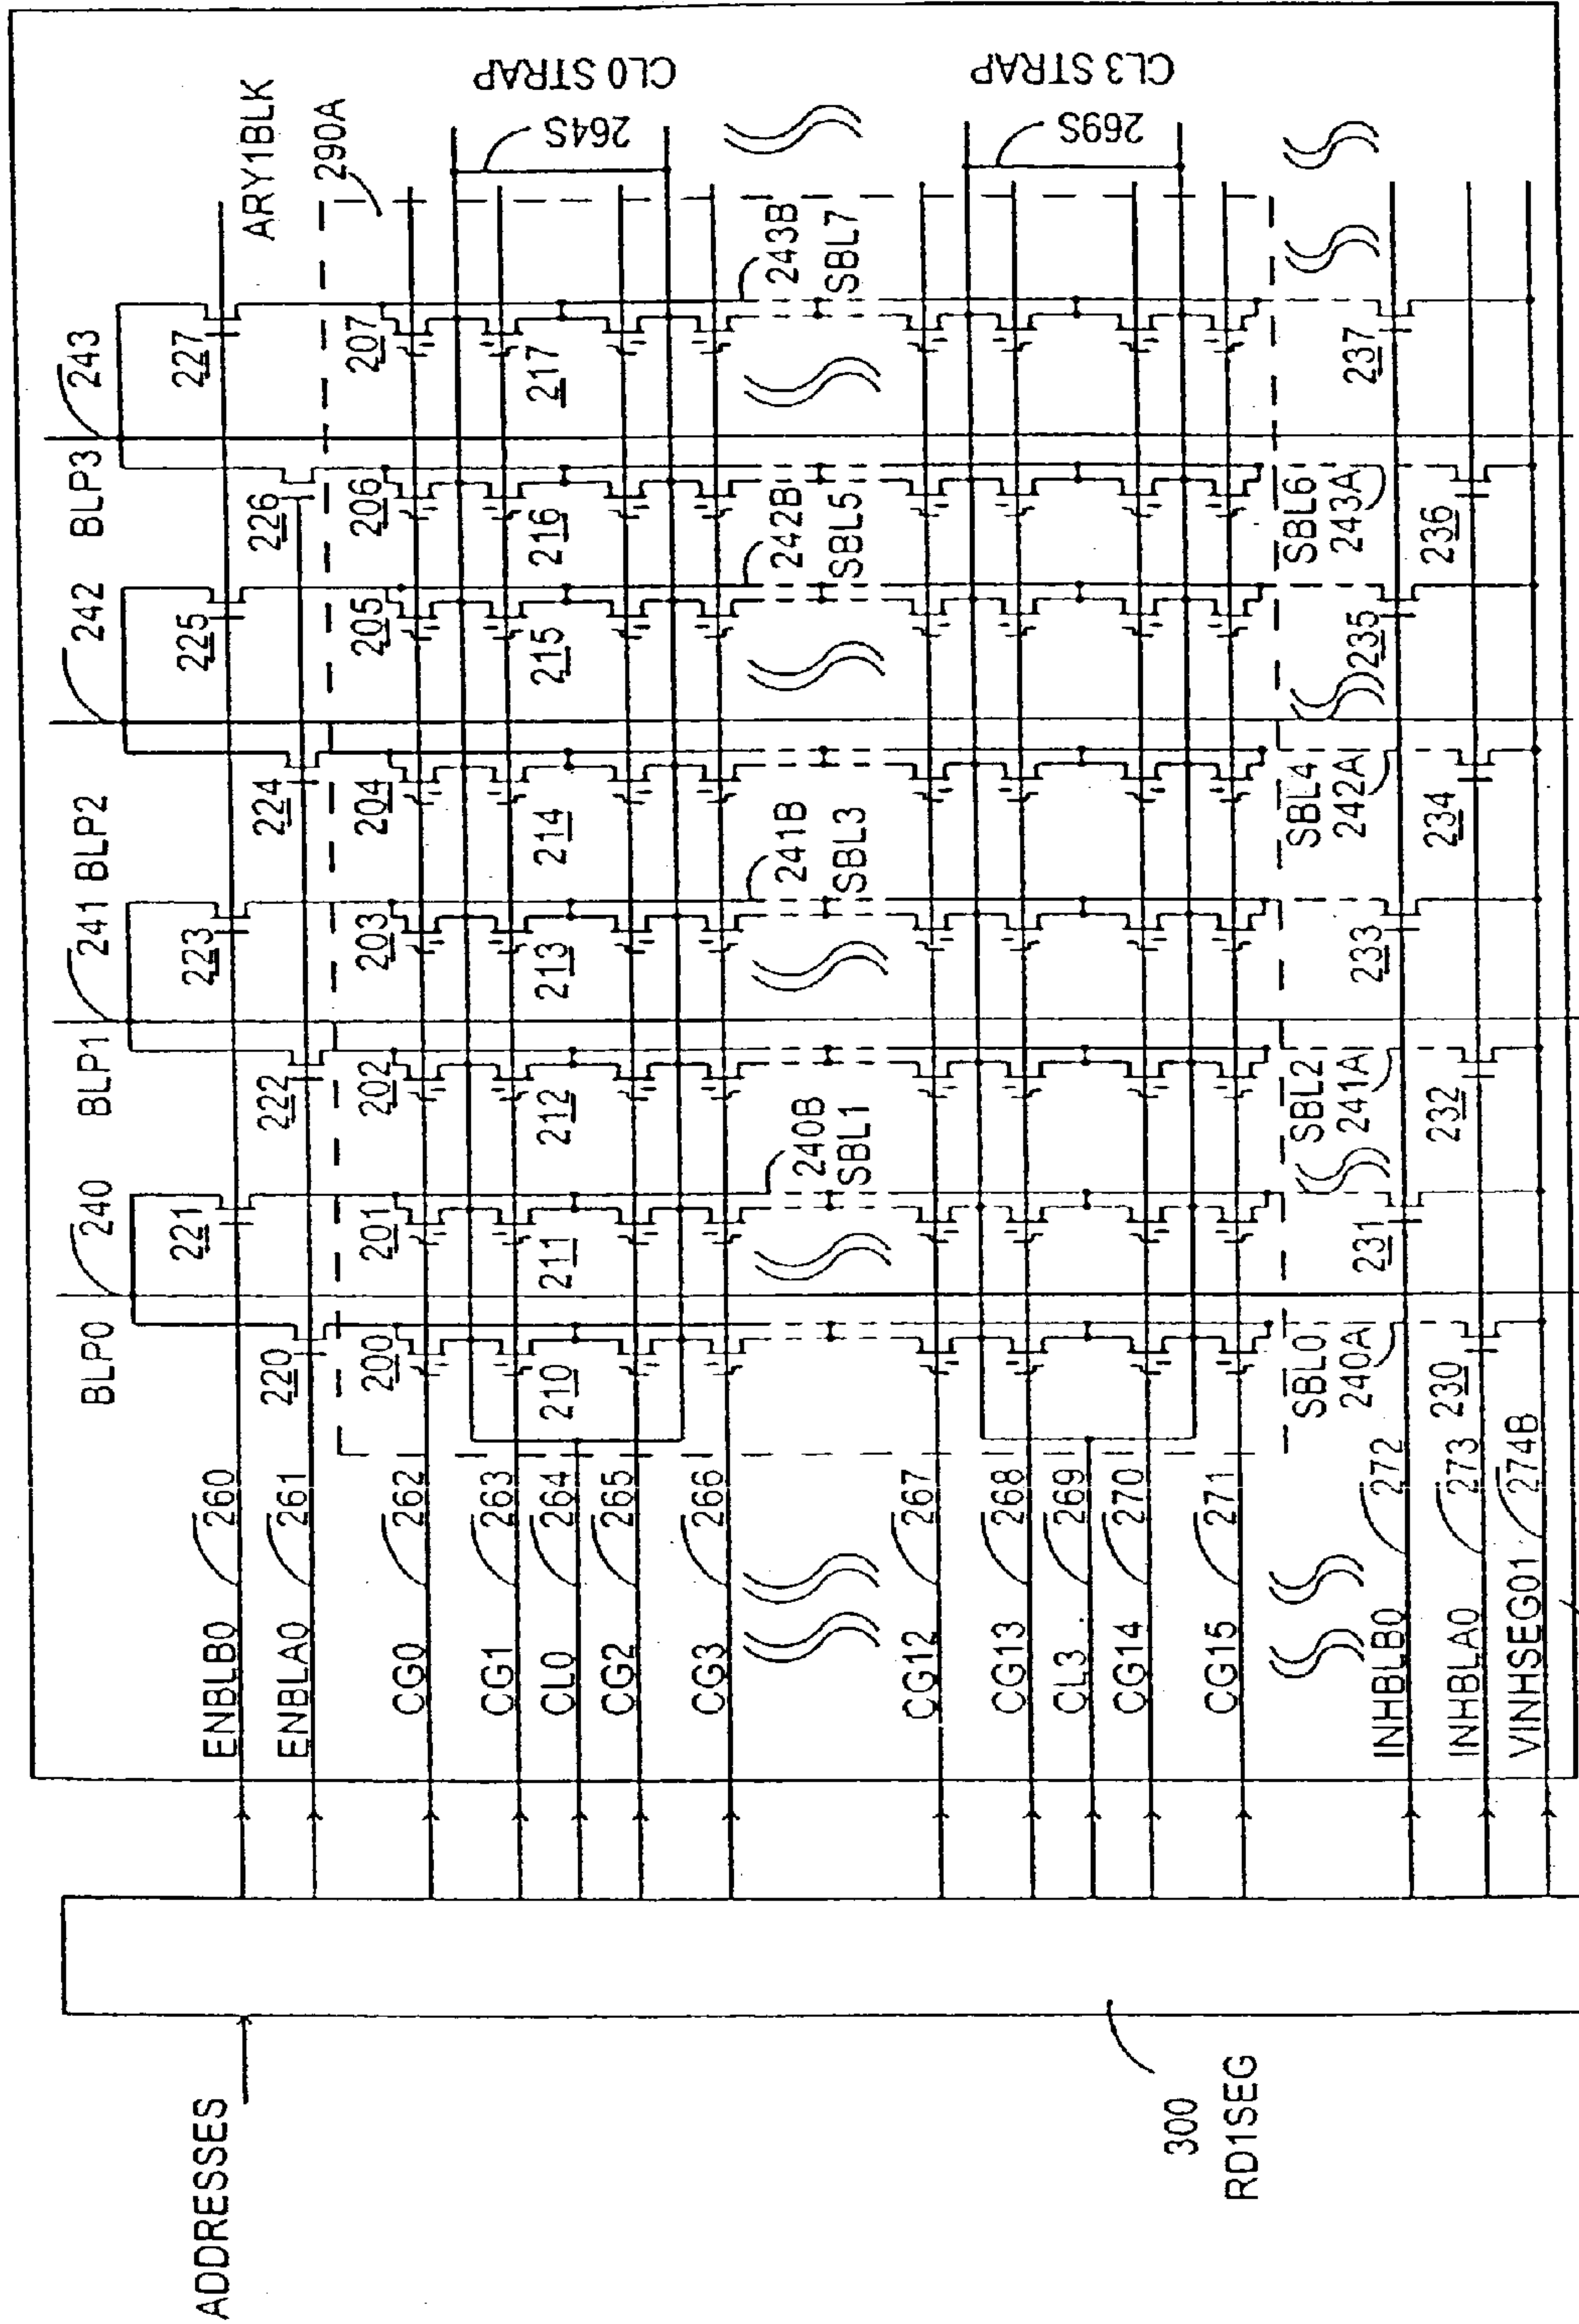 ADDRESSES
300
RD1SEG
BLP0
240
BLP1
241
BLP2
242
BLP3
243
ENBLB0
260
221
223
225
227
ARY1BLK
ENBLA0
261
220
222
224
226
290A
CG0
262
200
201
202
203
204
205
206
207
CG1
263
CL0
264
210
211
212
213
214
215
216
217
264S
CL0 STRAP
CG2
265
CG3
266
240B
SBL1
241B
SBL3
242B
SBL5
243B
SBL7
CG12
267
CG13
268
CL3
269
269S
CL3 STRAP
CG14
270
CG15
271
SBL0
240A
SBL2
241A
SBL4
242A
SBL6
243A
INHBLB0
272
231
233
235
237
INHBLA0
273
230
232
234
236
VINHSEG01
274B